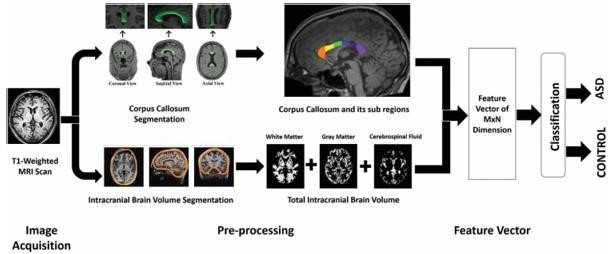 Coronal View
Sagittal View
Axial View
Corpus Callosum
Segmentation
Corpus Callosum and its sub regions
T1-Weighted
MRI Scan
White Matter
Gray Matter
Cerebrospinal Fluid
+
+
Intracranial Brain Volume Segmentation
Total Intracranial Brain Volume
Feature
Vector of
MxN
Dimension
Classification
ASD
CONTROL
Image
Acquisition
Pre-processing
Feature Vector